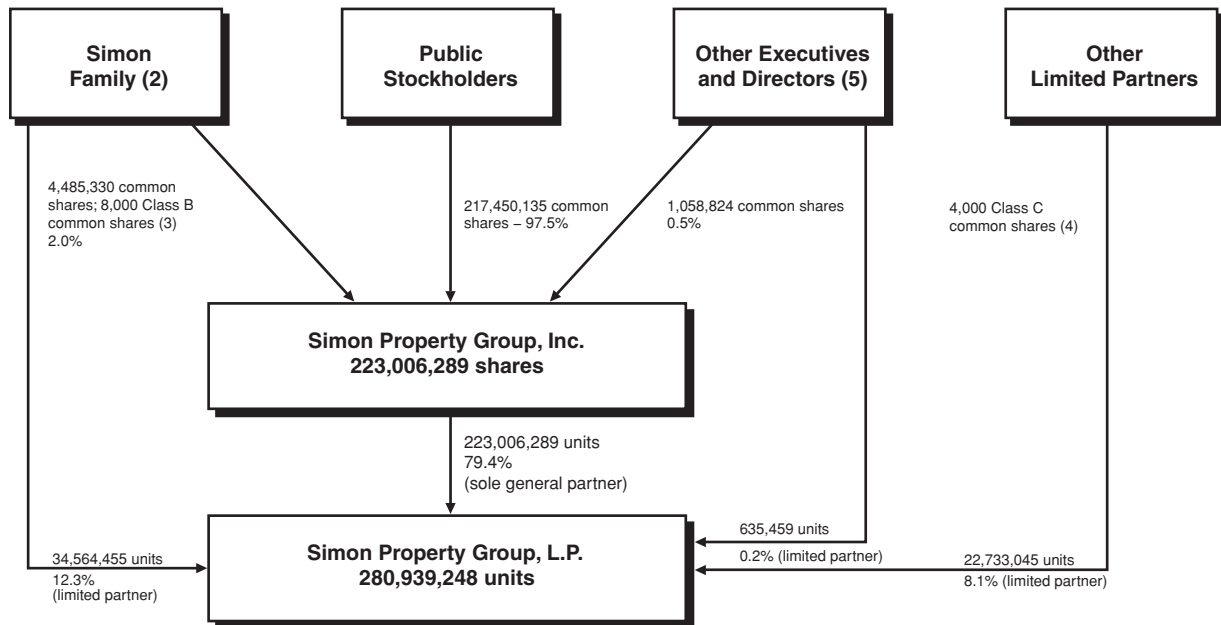 Simon
Family (2)
Public
Stockholders
Other Executives
and Directors (5)
Other
Limited Partners
4,485,330 common
shares; 8,000 Class B
common shares (3)
2.0%
217,450,135 common
shares – 97.5%
1,058,824 common shares
0.5%
4,000 Class C
common shares (4)
Simon Property Group, Inc.
223,006,289 shares
223,006,289 units
79.4%
(sole general partner)
Simon Property Group, L.P.
280,939,248 units
34,564,455 units
12.3%
(limited partner)
635,459 units
0.2% (limited partner)
22,733,045 units
8.1% (limited partner)